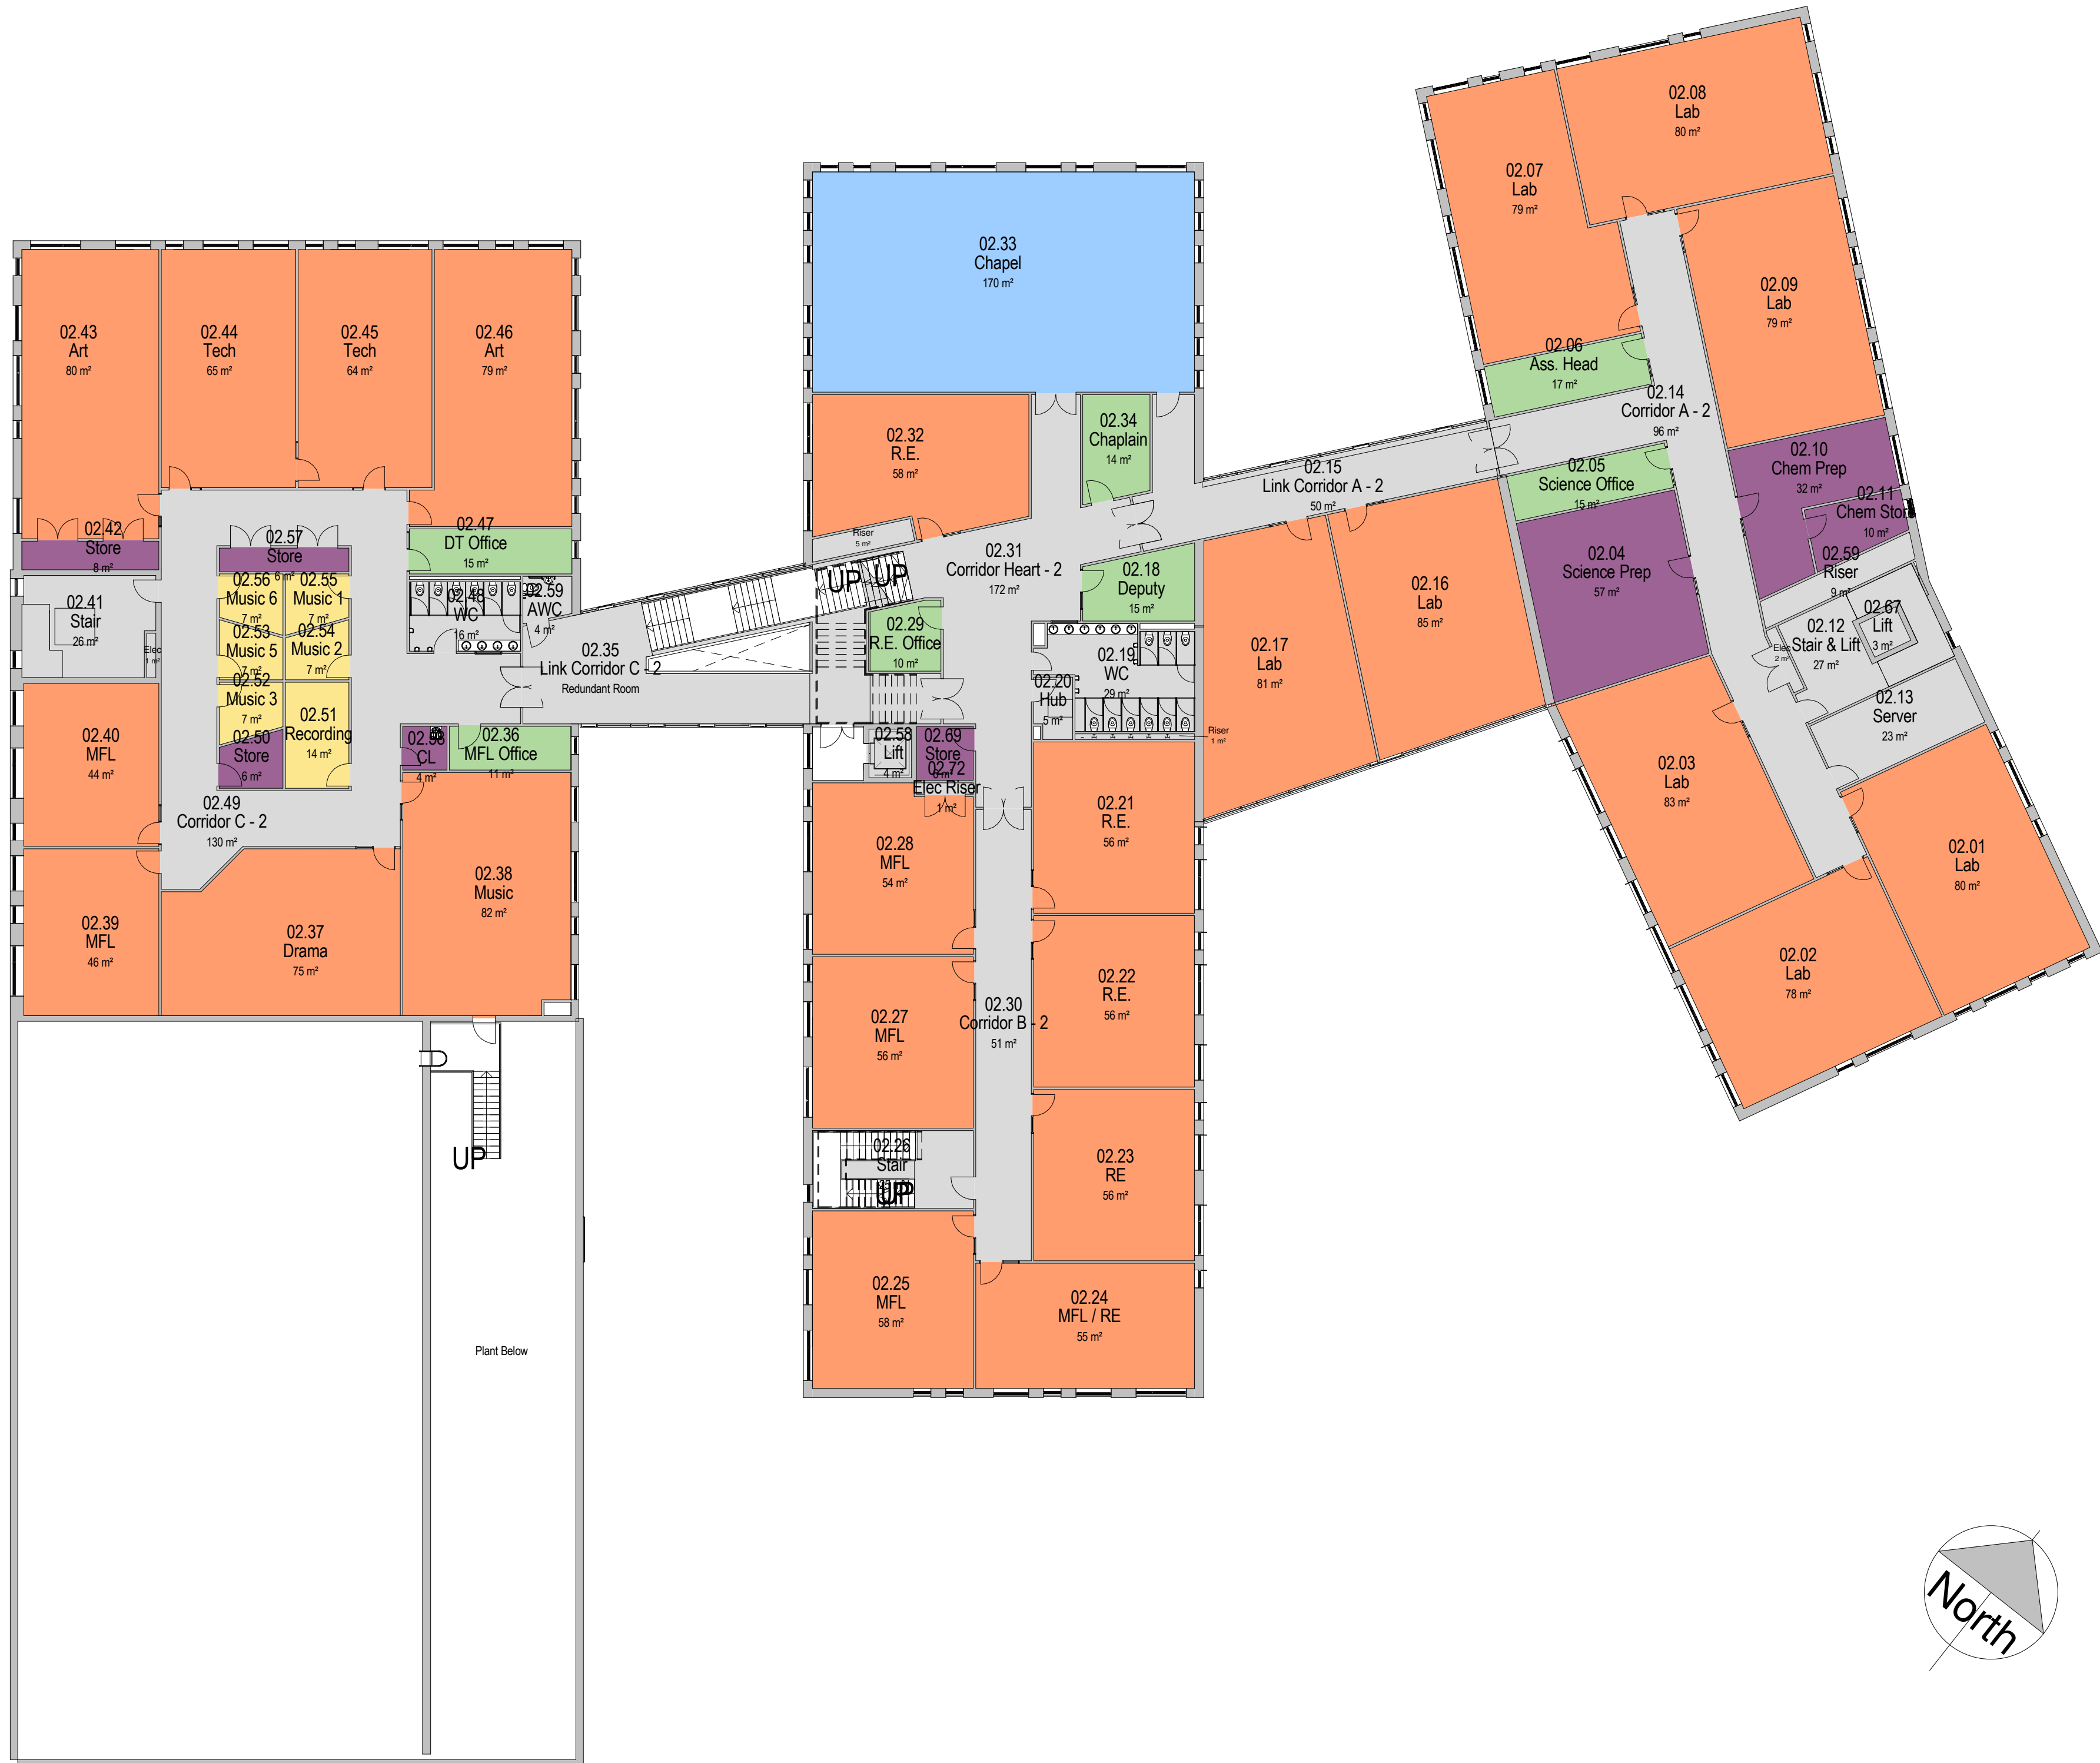 02.08
Lab
80 m²
02.07
Lab
79 m²
02.09
Lab
79 m²
02.06
Ass. Head
17 m²
02.14
Corridor A - 2
96 m²
02.10
Chem Prep
32 m²
02.11
Chem Store
10 m²
02.05
Science Office
15 m²
02.15
Link Corridor A - 2
50 m²
02.04
Science Prep
57 m²
02.59
Riser
9 m²
02.67
Lift
3 m²
02.12
Stair & Lift
27 m²
Elec
2 m²
02.13
Server
23 m²
02.16
Lab
85 m²
02.17
Lab
81 m²
02.03
Lab
83 m²
02.01
Lab
80 m²
02.02
Lab
78 m²
02.33
Chapel
170 m²
02.32
R.E.
58 m²
02.34
Chaplain
14 m²
Riser
5 m²
02.31
Corridor Heart - 2
172 m²
02.18
Deputy
15 m²
UP
UP
02.29
R.E. Office
10 m²
02.19
WC
29 m²
02.20
Hub
5 m²
Riser
1 m²
02.58
Lift
4 m²
02.69
Store
02.72
Elec Riser
1 m²
02.21
R.E.
56 m²
02.28
MFL
54 m²
02.22
R.E.
56 m²
02.27
MFL
56 m²
02.30
Corridor B - 2
51 m²
02.23
RE
56 m²
02.26
Stair
UP
02.25
MFL
58 m²
02.24
MFL / RE
55 m²
02.43
Art
80 m²
02.44
Tech
65 m²
02.45
Tech
64 m²
02.46
Art
79 m²
02.42
Store
8 m²
02.57
Store
6 m²
02.47
DT Office
15 m²
02.56
Music 6
7 m²
02.55
Music 1
7 m²
02.48
WC
16 m²
02.59
AWC
4 m²
02.41
Stair
26 m²
Elec
1 m²
02.53
Music 5
7 m²
02.54
Music 2
7 m²
02.35
Link Corridor C - 2
Redundant Room
02.52
Music 3
7 m²
02.51
Recording
14 m²
02.50
Store
6 m²
CL
4 m²
02.36
MFL Office
11 m²
02.40
MFL
44 m²
02.49
Corridor C - 2
130 m²
02.38
Music
82 m²
02.39
MFL
46 m²
02.37
Drama
75 m²
UP
Plant Below
North